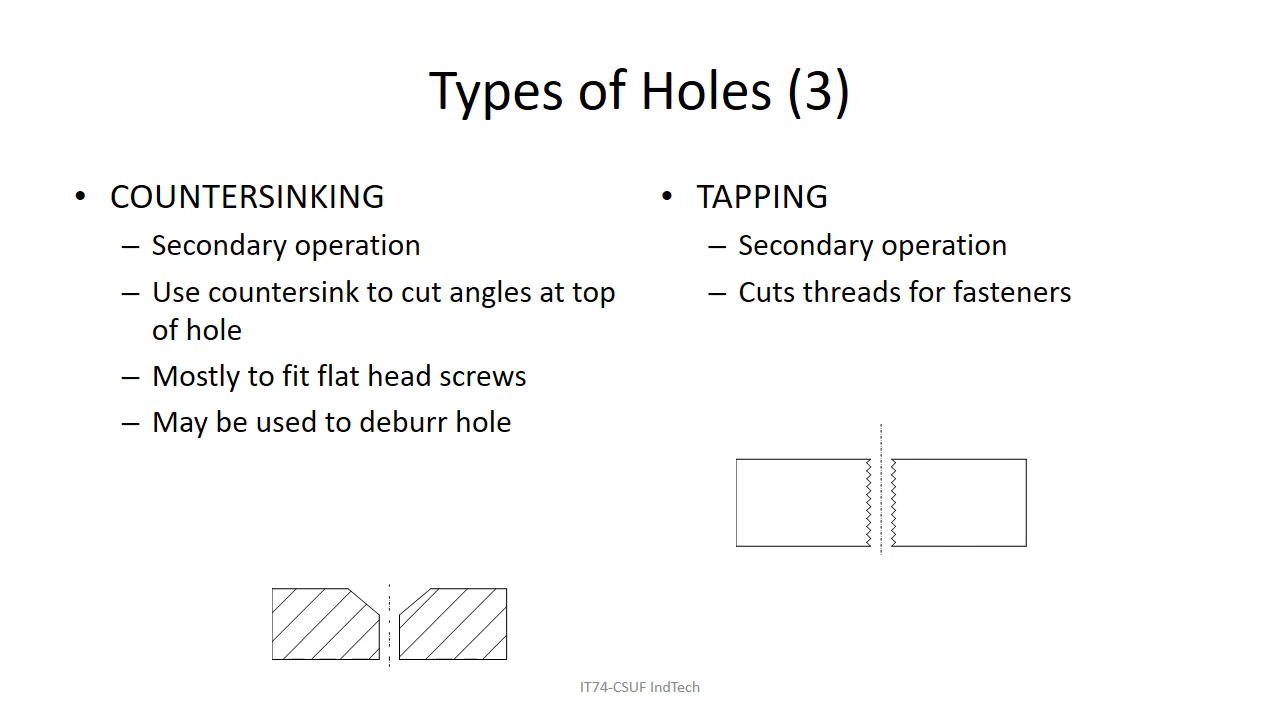 Types of Holes (3)
• COUNTERSINKING
– Secondary operation
– Use countersink to cut angles at top
of hole
– Mostly to fit flat head screws
– May be used to deburr hole
• TAPPING
– Secondary operation
– Cuts threads for fasteners
IT74-CSUF IndTech